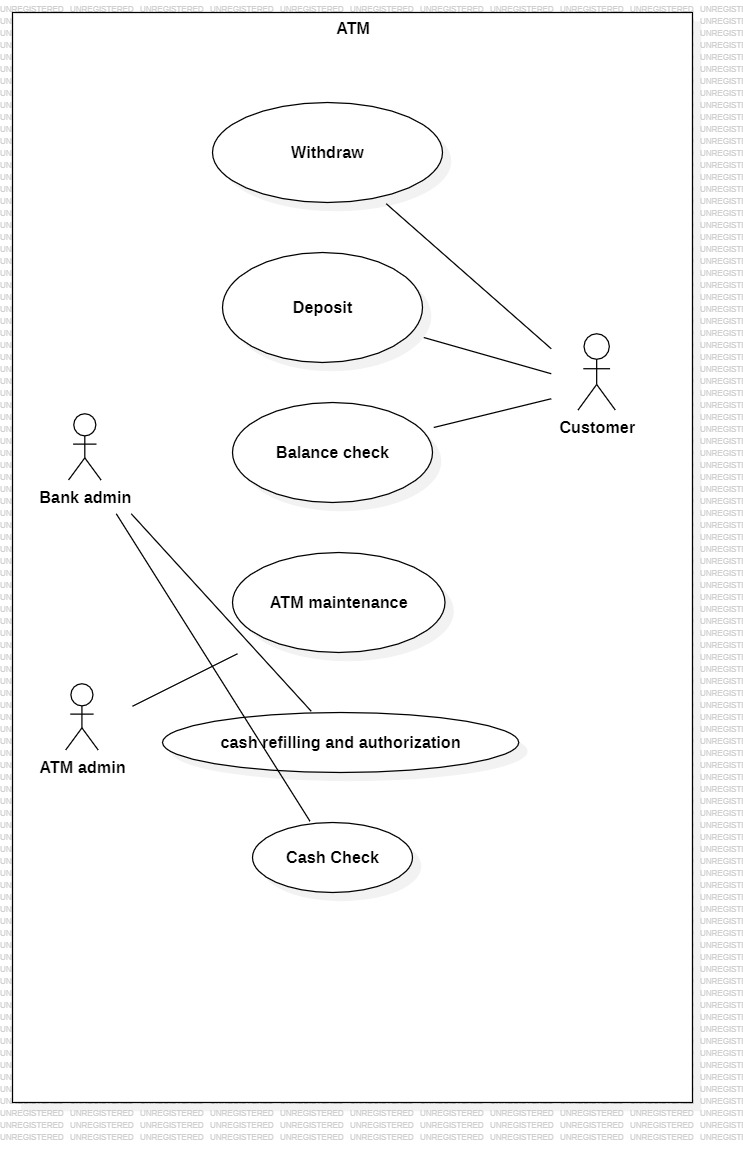 ATM
Withdraw
Deposit
Customer
Balance check
Bank admin
ATM maintenance
cash refilling and authorization
ATM admin
Cash Check
UNREGISTERED UNREGISTERED UNREGISTERED UNREGISTERED UNREGISTERED UNREGISTERED UNREGISTERED UNREGISTERED UNREGISTERED UNREGISTERED